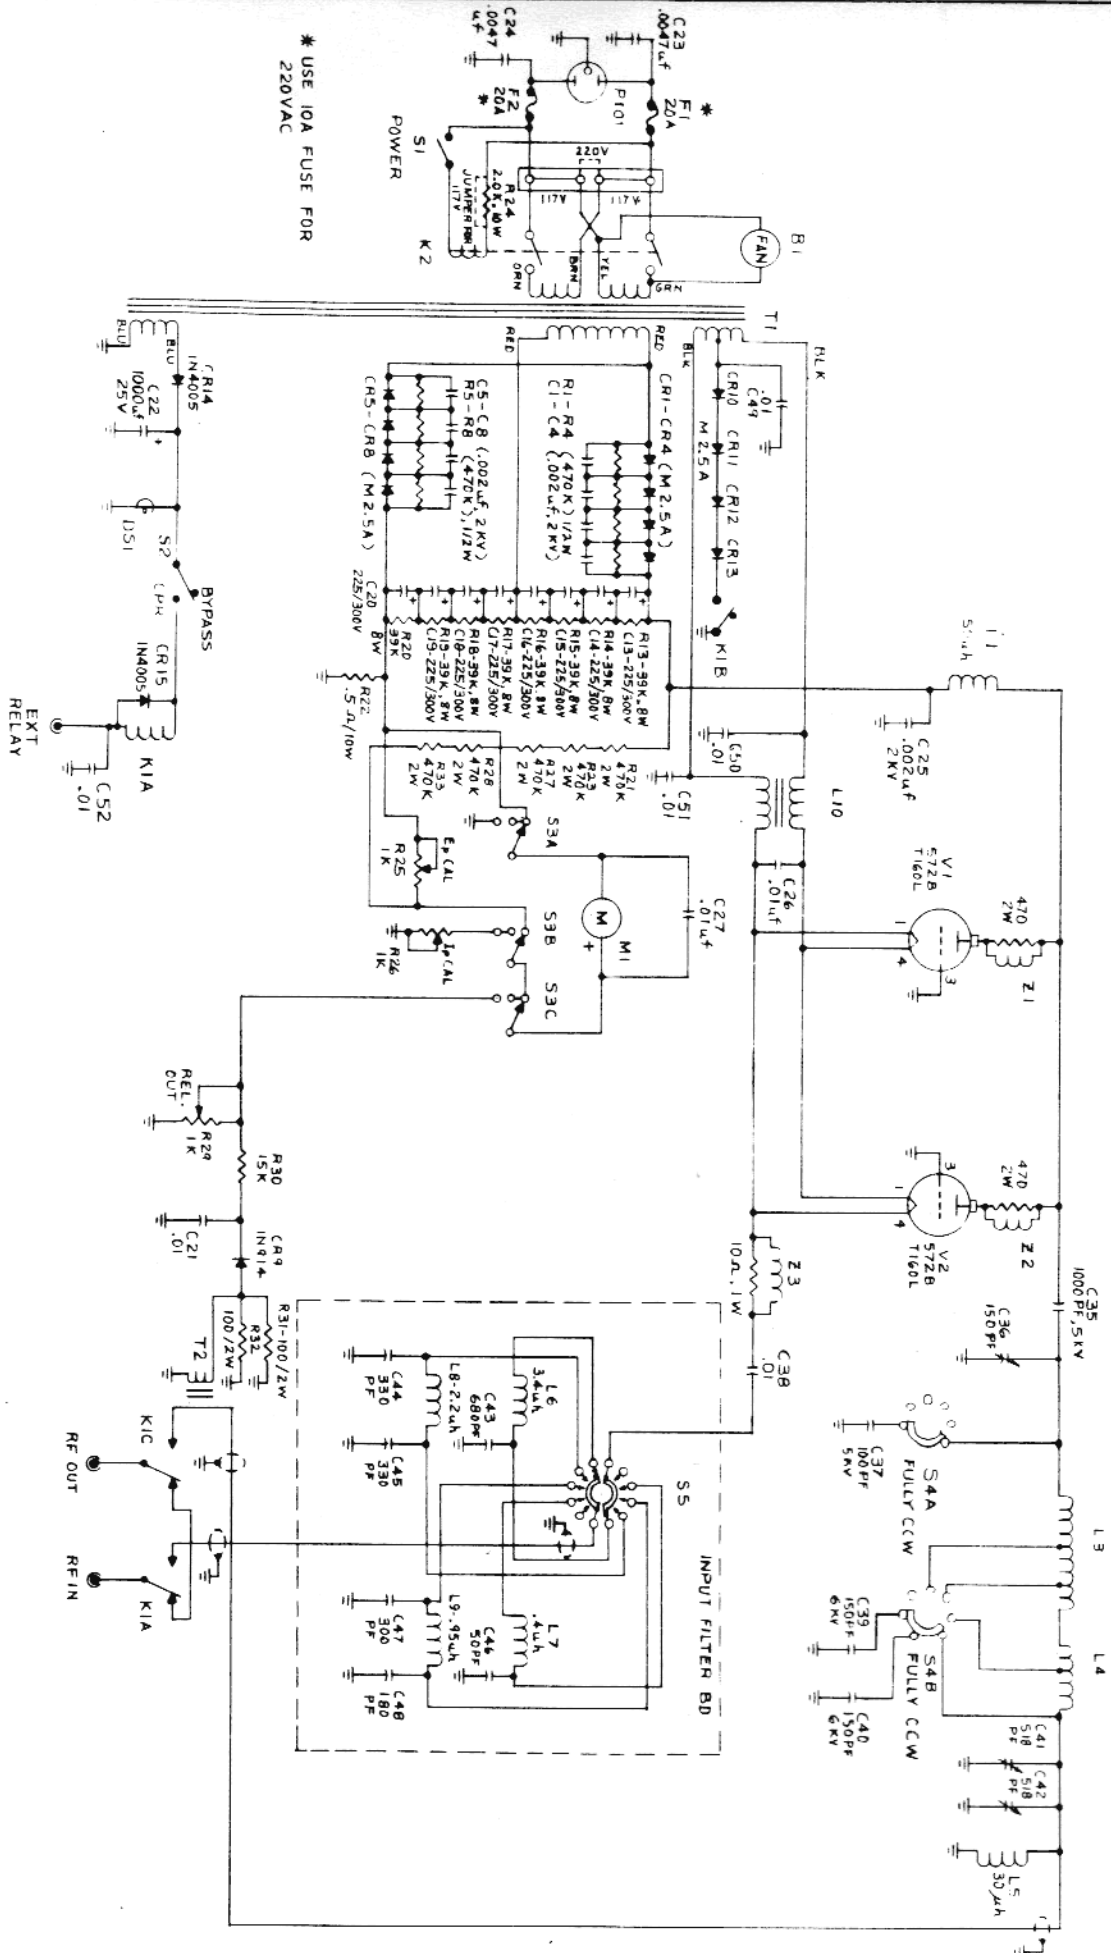 C23
.0047uf
C24
.0047
uf
P101
*
F1
20A
F2
20A
*
S1
POWER
220V
117V
117V
R24
2.0K, 10W
JUMPER FOR
117V
K2
B1
FAN
ORN
BRN
YEL
GRN
* USE 10A FUSE FOR
220VAC
T1
BLK
BLK
RED
RED
BLU
BLU
C49
.01
CR10
CR11
CR12
CR13
M 2.5A
K1B
CR1-CR4 (M2.5A)
R1-R4 (470K) 1/2W
C1-C4 (.002uf, 2KV)
C5-C8 (.002uf, 2KV)
R5-R8 (470K), 1/2W
CR5-CR8 (M2.5A)
CR14
1N4005
C22
1000uf
25V
+
DS1
S2
BYPASS
CR15
1N4005
K1A
EXT
RELAY
C52
.01
R13-39K,8W
C13-225/300V
R14-39K,8W
C14-225/300V
R15-39K,8W
C15-225/300V
R16-39K,8W
C16-225/300V
R17-39K,8W
C17-225/300V
R18-39K,8W
C18-225/300V
R19-39K,8W
C19-225/300V
R20
39K
8W
C20
225/300V
R22
.5Ω/10W
R21
470K
2W
R23
470K
2W
R27
470K
R28
470K
2W
R33
470K
2W
C25
.002uf
2KV
C50
.01
C51
.01
L10
C26
.01uf
V1
572B
T160L
1
4
3
470
2W
Z1
V2
572B
T160L
1
4
3
470
2W
Z2
S3A
S3B
S3C
EpCAL
R25
1K
IpCAL
R26
1K
M
+
M1
C27
.01uf
REL.
OUT
R29
1K
R30
15K
C21
.01
CR9
1N914
R31-100/2W
R32
100/2W
T2
K1C
RF OUT
RF IN
K1A
Z3
10Ω, 1W
C38
.01
INPUT FILTER BD
S5
L6
3.4uh
C43
680PF
L8-2.2uh
C44
330
PF
C45
330
PF
L7
.4uh
C46
50PF
L9-.95uh
C47
300
PF
C48
180
PF
C35
1000PF, 5KV
C36
150PF
C37
100PF
5KV
S4A
FULLY CCW
L3
L4
C39
150PF
6KV
S4B
FULLY CCW
C40
150PF
6KV
C41
518
PF
C42
518
PF
L5
30uh